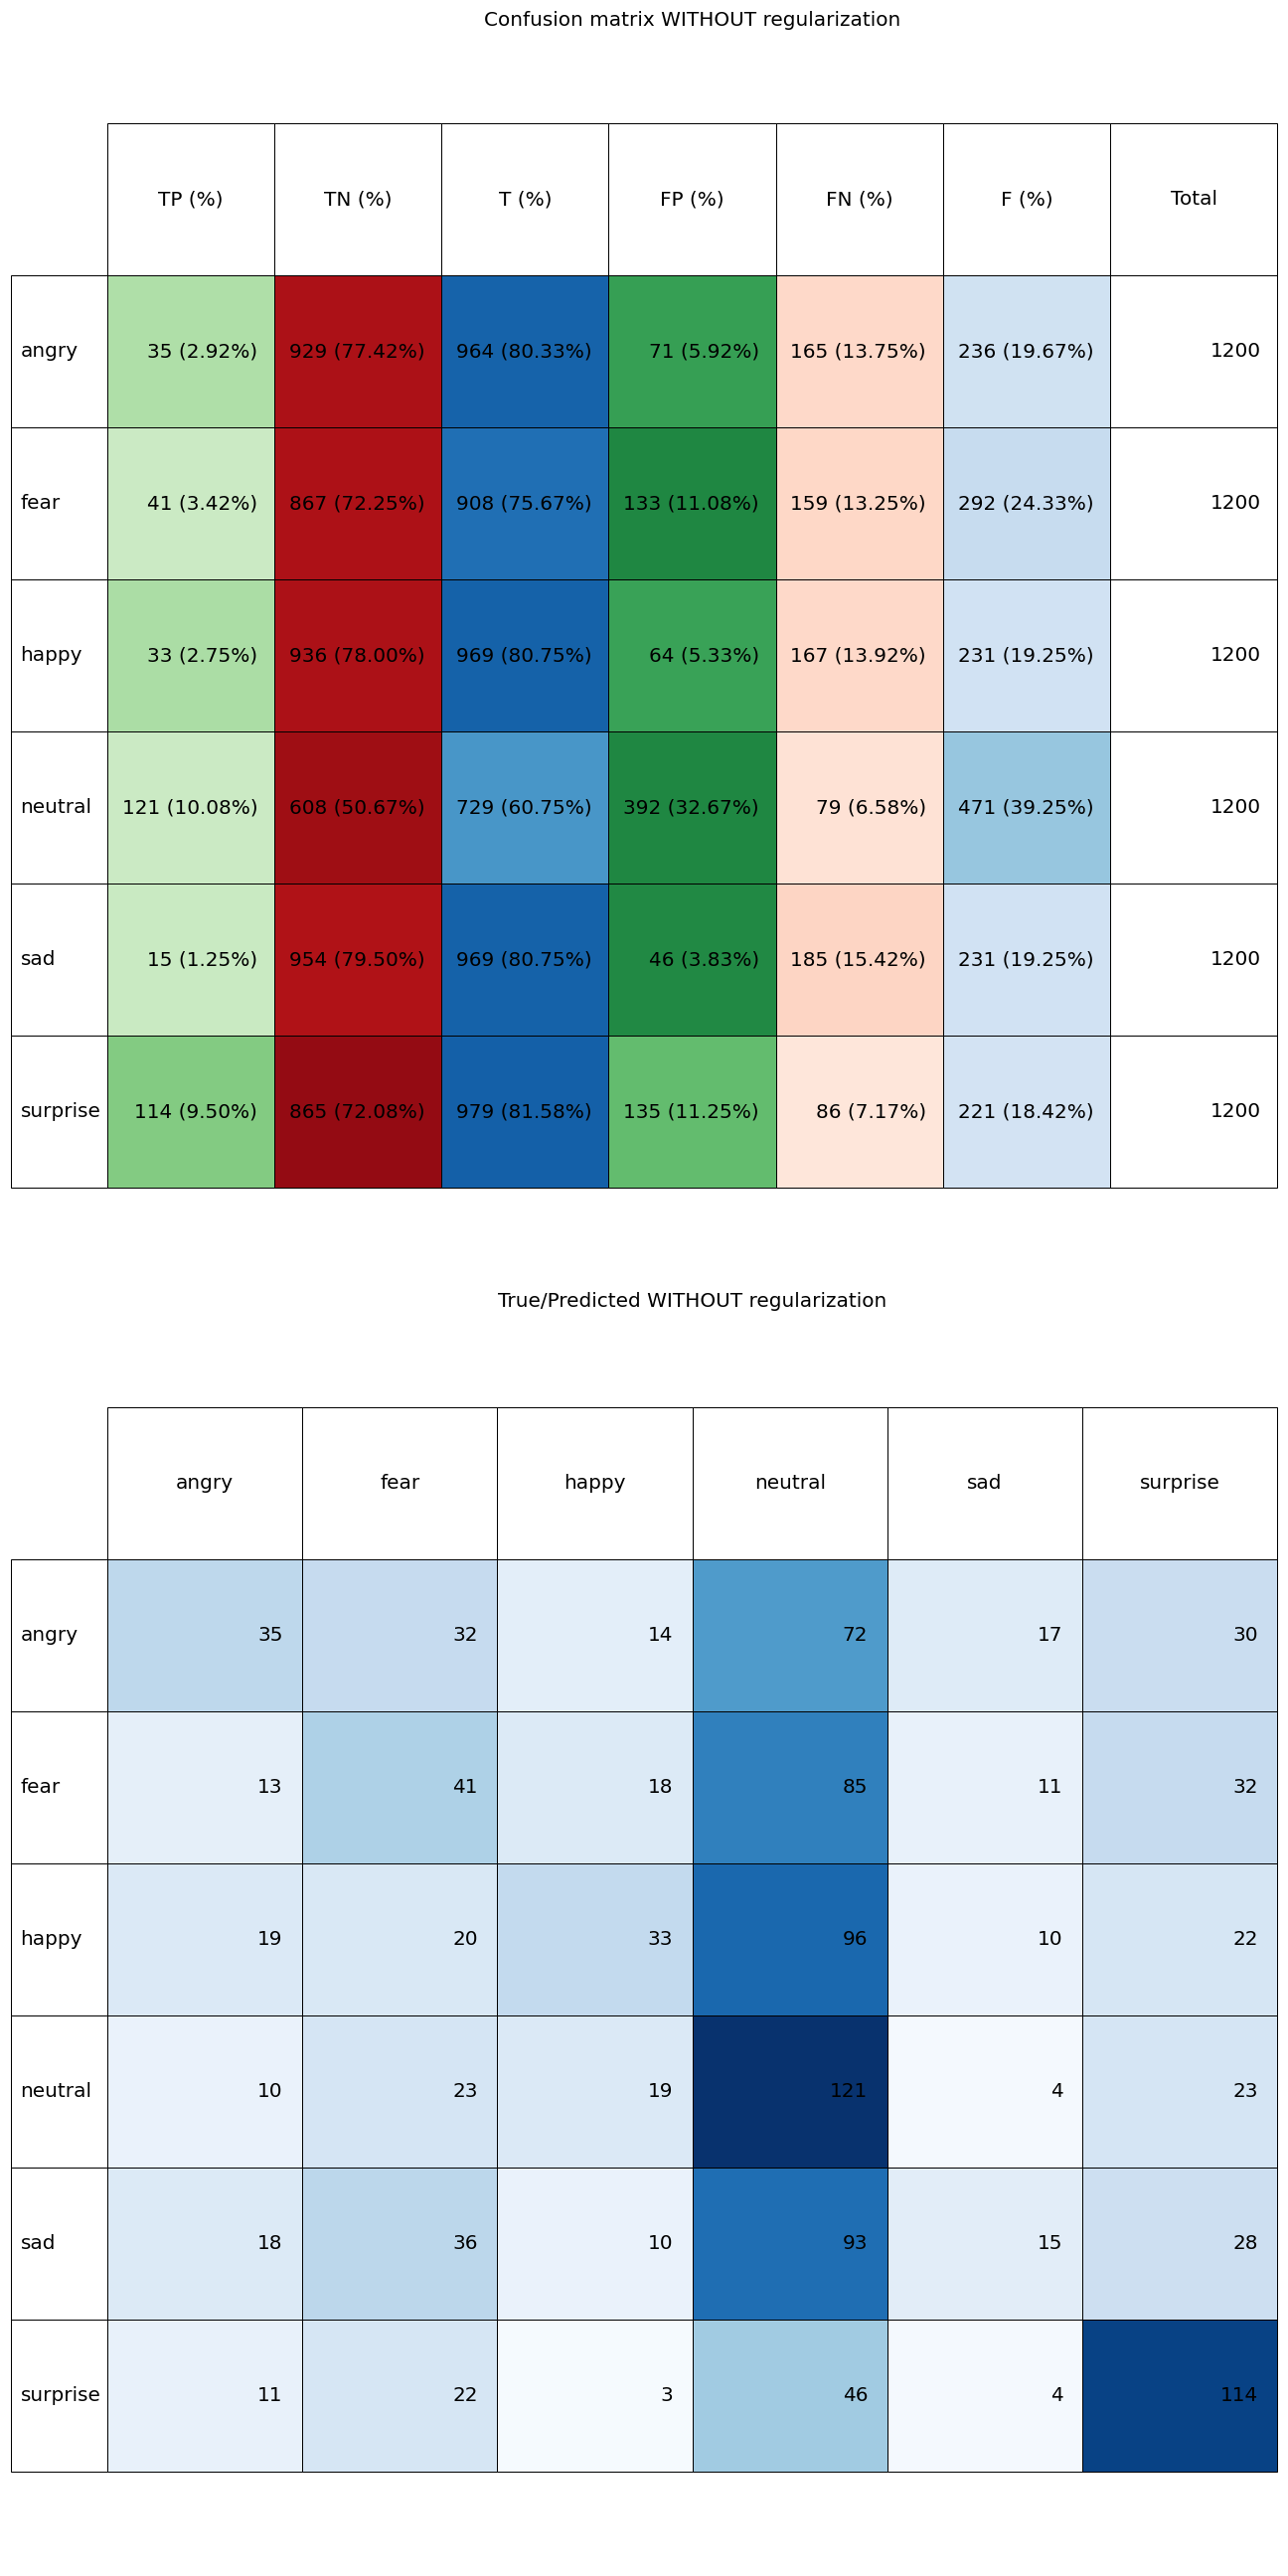 Confusion matrix WITHOUT regularization
TP (%) TN (%) T (%) FP (%) FN (%) F (%) Total
angry 35 (2.92%) 929 (77.42%) 964 (80.33%) 71 (5.92%) 165 (13.75%) 236 (19.67%) 1200
fear 41 (3.42%) 867 (72.25%) 908 (75.67%) 133 (11.08%) 159 (13.25%) 292 (24.33%) 1200
happy 33 (2.75%) 936 (78.00%) 969 (80.75%) 64 (5.33%) 167 (13.92%) 231 (19.25%) 1200
neutral 121 (10.08%) 608 (50.67%) 729 (60.75%) 392 (32.67%) 79 (6.58%) 471 (39.25%) 1200
sad 15 (1.25%) 954 (79.50%) 969 (80.75%) 46 (3.83%) 185 (15.42%) 231 (19.25%) 1200
surprise 114 (9.50%) 865 (72.08%) 979 (81.58%) 135 (11.25%) 86 (7.17%) 221 (18.42%) 1200
True/Predicted WITHOUT regularization
angry fear happy neutral sad surprise
angry 35 32 14 72 17 30
fear 13 41 18 85 11 32
happy 19 20 33 96 10 22
neutral 10 23 19 121 4 23
sad 18 36 10 93 15 28
surprise 11 22 3 46 4 114